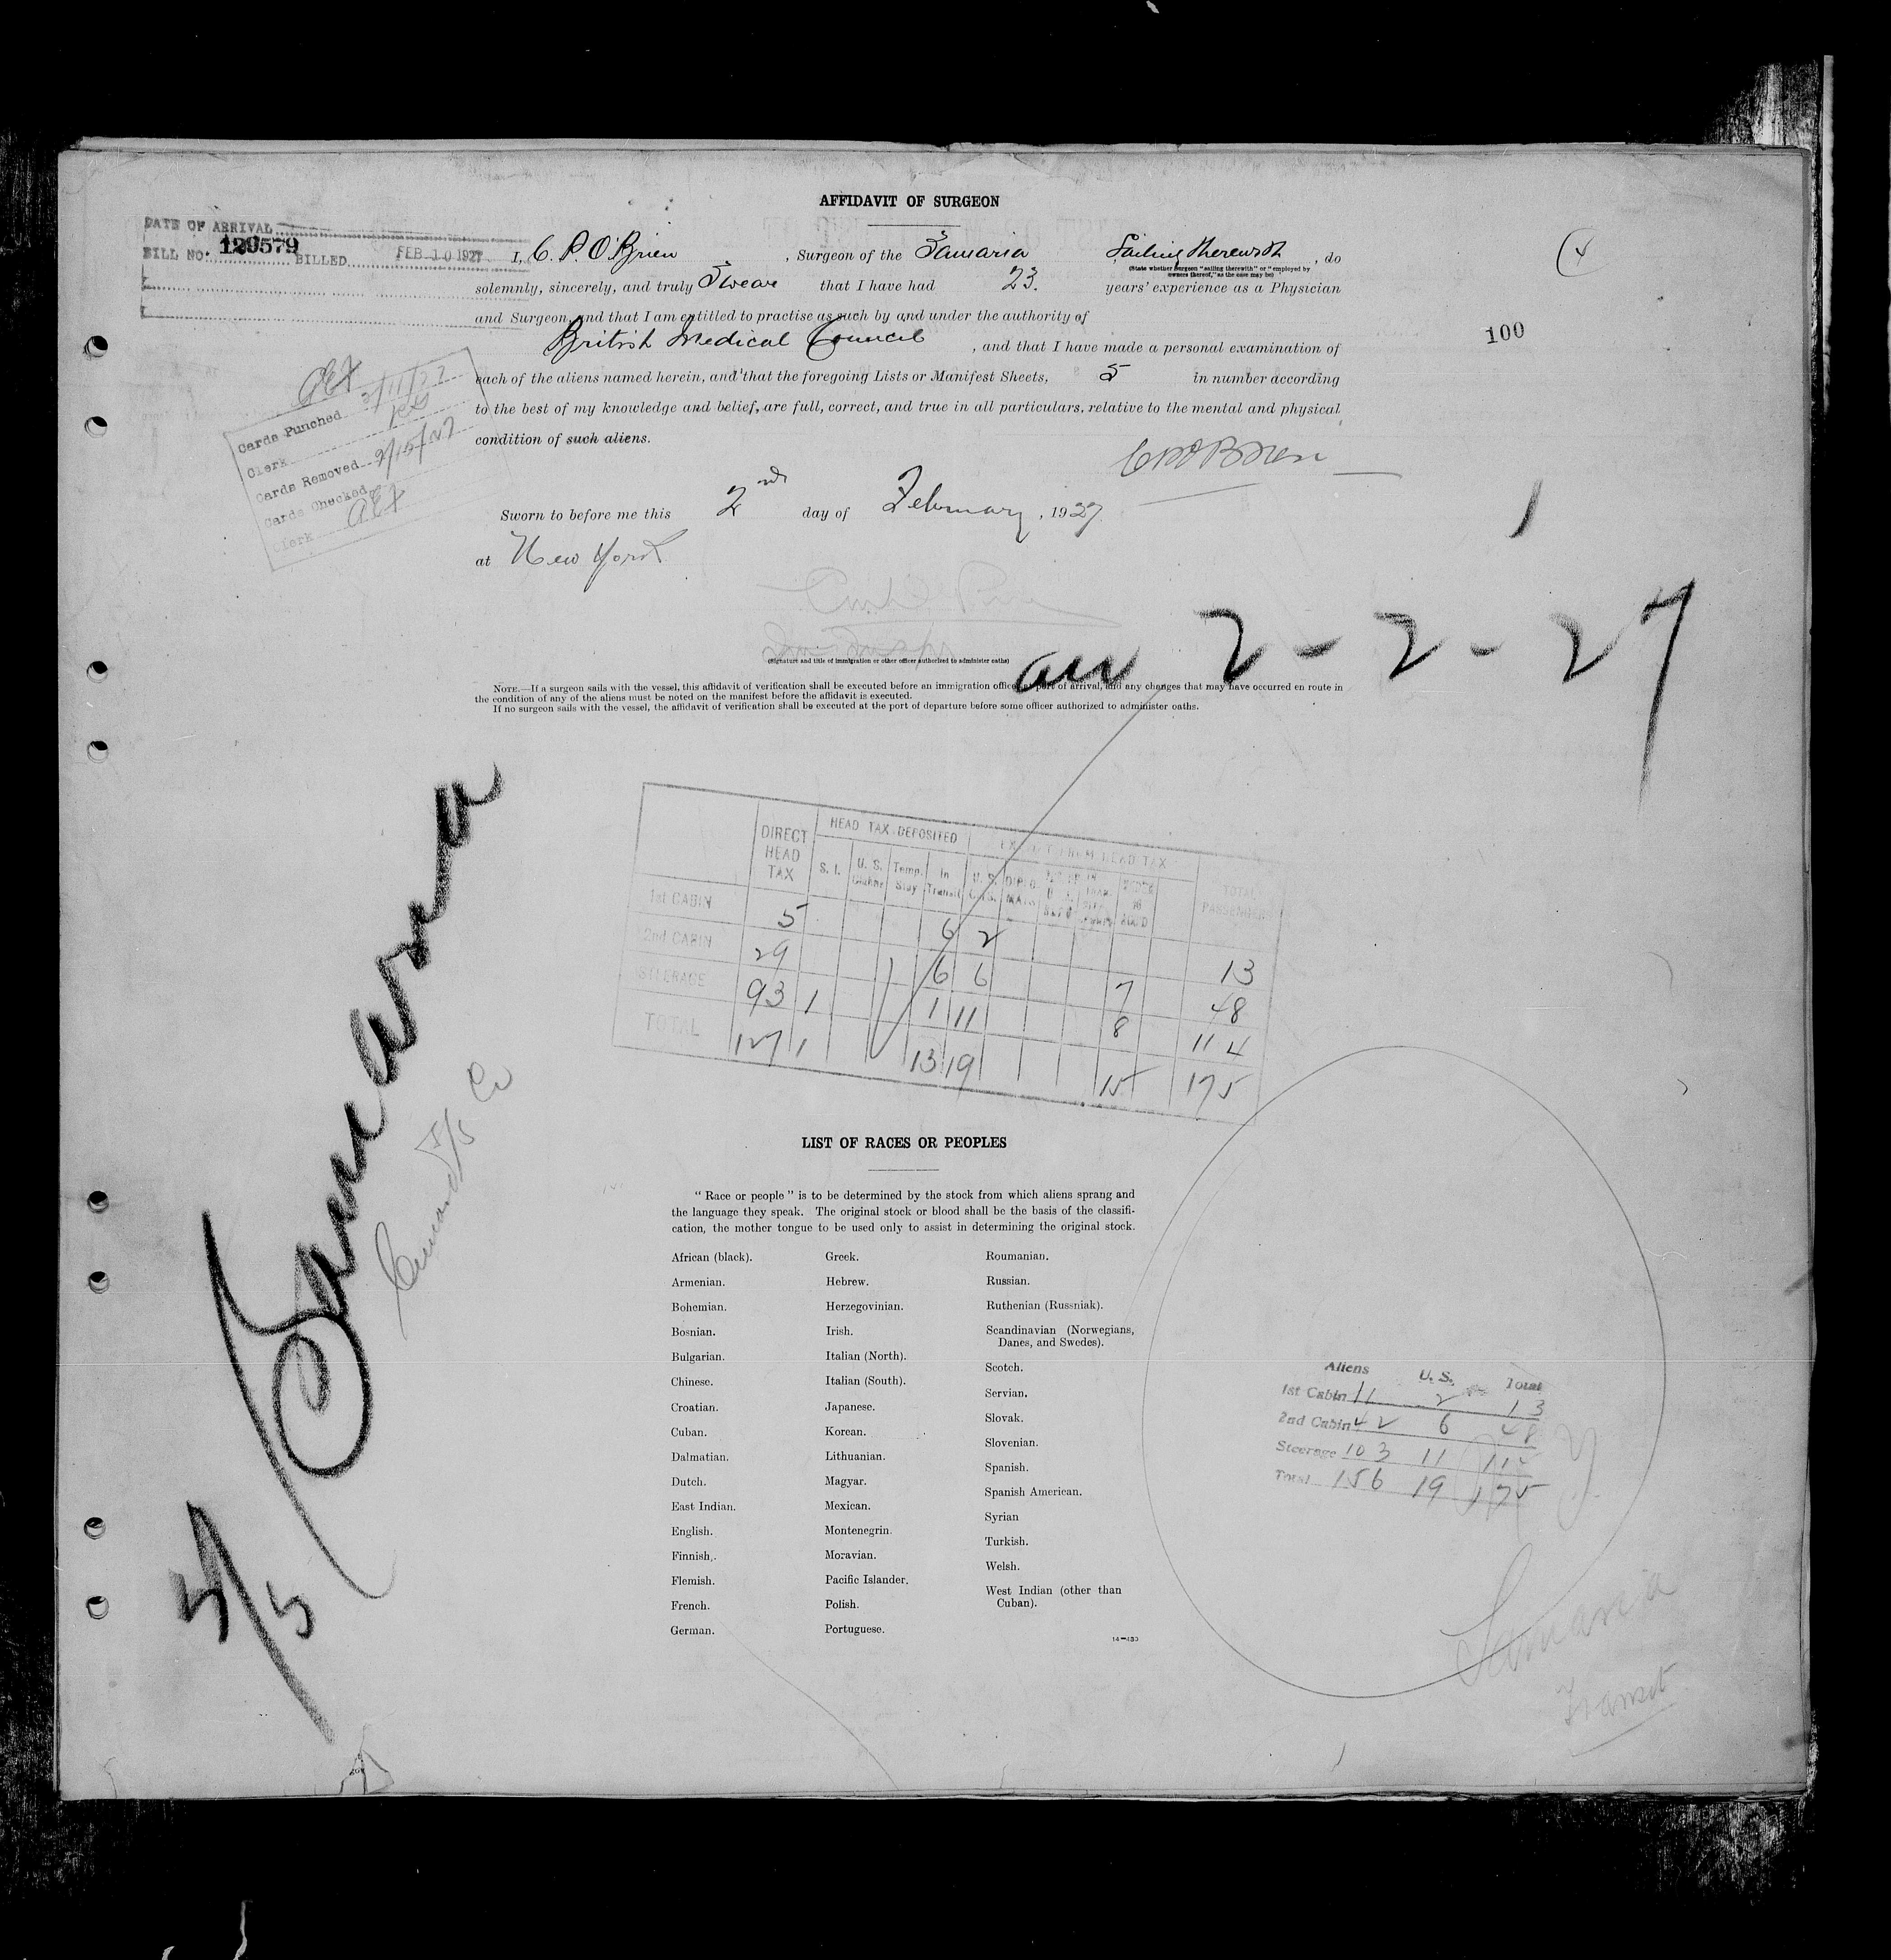 AFFIDAVIT OF SURGEON
DATE OF ARRIVAL
BILL NO. 129579 BILLED FEB 10 1927
I, C. P. O'Brien, Surgeon of the Samaria Sailing therewith, do
(State whether Surgeon "sailing therewith" or "employed by
owners thereof," as the case may be)
solemnly, sincerely, and truly Swear that I have had 23. years' experience as a Physician
and Surgeon, and that I am entitled to practise as such by and under the authority of
British Medical Council, and that I have made a personal examination of
each of the aliens named herein, and that the foregoing Lists or Manifest Sheets, 5 in number according
to the best of my knowledge and belief, are full, correct, and true in all particulars, relative to the mental and physical
condition of such aliens.
4
100
Cards Punched 2/11/27
Clerk
Cards Removed 2/15/27
Cards Checked
Clerk
Sworn to before me this 2nd day of February, 1927
at New York
(Signature and title of immigration or other officer authorized to administer oaths)
2-2-27
NOTE.—If a surgeon sails with the vessel, this affidavit of verification shall be executed before an immigration officer port of arrival, and any changes that may have occurred en route in
the condition of any of the aliens must be noted on the manifest before the affidavit is executed.
If no surgeon sails with the vessel, the affidavit of verification shall be executed at the port of departure before some officer authorized to administer oaths.
DIRECT HEAD TAX
HEAD TAX DEPOSITED
EXEMPT FROM HEAD TAX
TOTAL PASSENGERS
S. I. U. S. Temp. Stay In Transit U. S.
1st CABIN 5 6 2 13
2nd CABIN 29 6 6 7 48
STEERAGE 93 1 1 11 8 114
TOTAL 127 1 13 19 15 175
Samaria
Cunard S/S Co
5/5
LIST OF RACES OR PEOPLES
"Race or people" is to be determined by the stock from which aliens sprang and
the language they speak. The original stock or blood shall be the basis of the classifi-
cation, the mother tongue to be used only to assist in determining the original stock.
African (black).
Armenian.
Bohemian.
Bosnian.
Bulgarian.
Chinese.
Croatian.
Cuban.
Dalmatian.
Dutch.
East Indian.
English.
Finnish.
Flemish.
French.
German.
Greek.
Hebrew.
Herzegovinian.
Irish.
Italian (North).
Italian (South).
Japanese.
Korean.
Lithuanian.
Magyar.
Mexican.
Montenegrin.
Moravian.
Pacific Islander.
Polish.
Portuguese.
Roumanian.
Russian.
Ruthenian (Russniak).
Scandinavian (Norwegians,
Danes, and Swedes).
Scotch.
Servian.
Slovak.
Slovenian.
Spanish.
Spanish American.
Syrian
Turkish.
Welsh.
West Indian (other than
Cuban).
14—433
Aliens U. S. Total
1st Cabin 11 2 13
2nd Cabin 42 6 48
Steerage 103 11 114
Total 156 19 175
Samaria
Transit